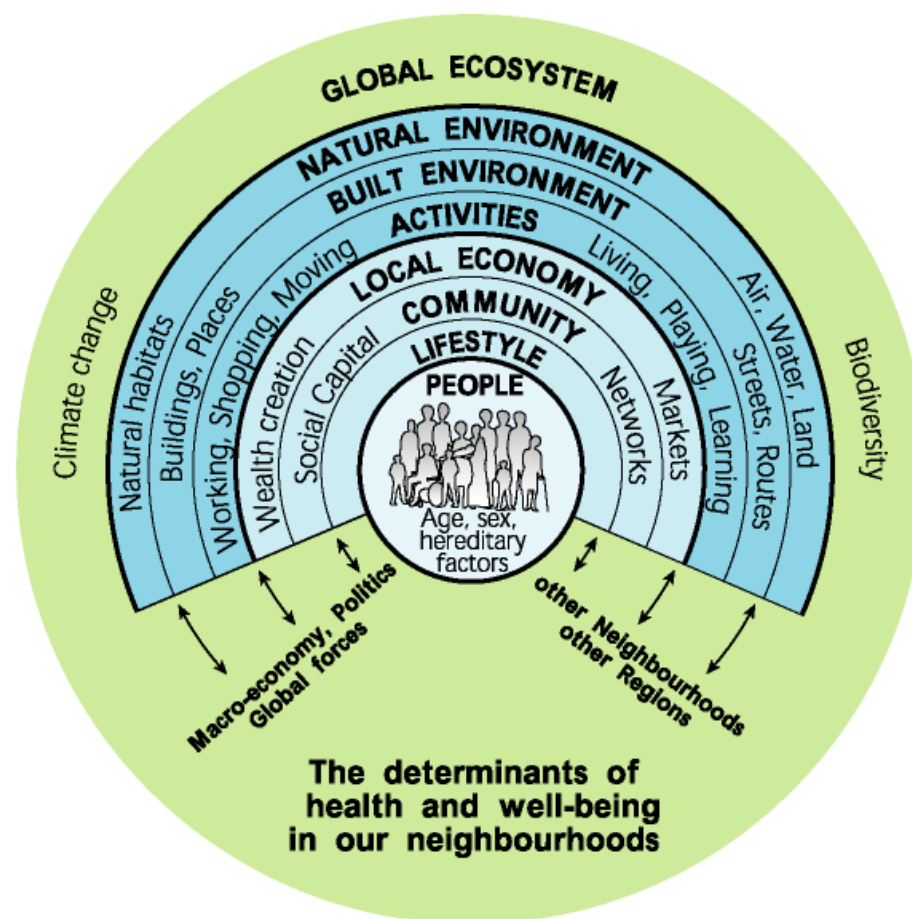 GLOBAL ECOSYSTEM
NATURAL ENVIRONMENT
BUILT ENVIRONMENT
ACTIVITIES
LOCAL ECONOMY
COMMUNITY
LIFESTYLE
PEOPLE
Age, sex,
hereditary
factors
Climate change
Natural habitats
Buildings, Places
Working, Shopping, Moving
Wealth creation
Social Capital
Networks
Markets
Living, Playing, Learning
Streets, Routes
Air, Water, Land
Biodiversity
Macro-economy, Politics
Global forces
other Neighbourhoods
other Regions
The determinants of
health and well-being
in our neighbourhoods